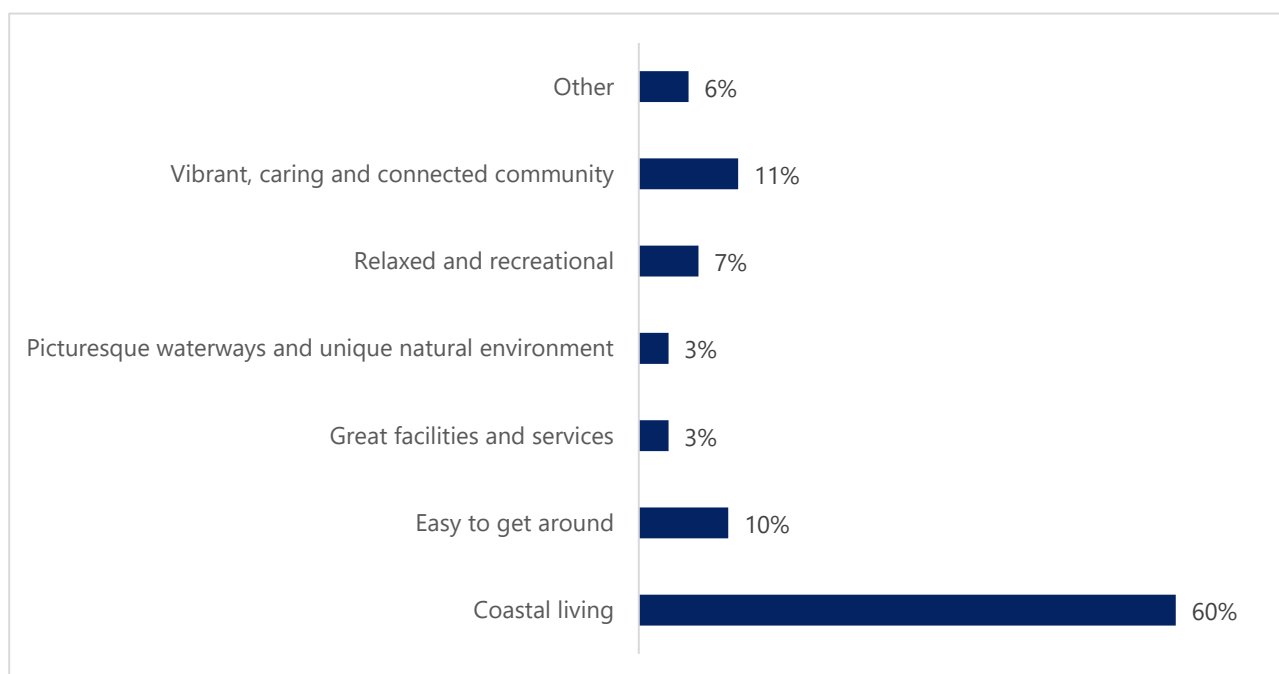 Other 6%
Vibrant, caring and connected community 11%
Relaxed and recreational 7%
Picturesque waterways and unique natural environment 3%
Great facilities and services 3%
Easy to get around 10%
Coastal living 60%